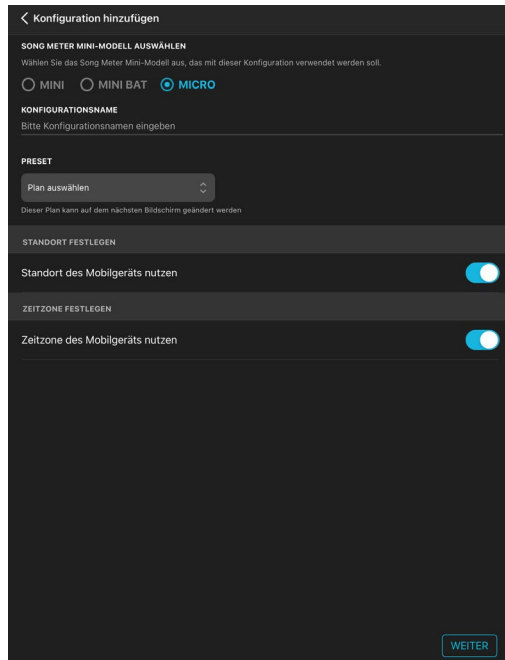 Konfiguration hinzufügen
SONG METER MINI-MODELL AUSWÄHLEN
Wählen Sie das Song Meter Mini-Modell aus, das mit dieser Konfiguration verwendet werden soll.
MINI MINI BAT MICRO
KONFIGURATIONSNAME
Bitte Konfigurationsnamen eingeben
PRESET
Plan auswählen
Dieser Plan kann auf dem nächsten Bildschirm geändert werden
STANDORT FESTLEGEN
Standort des Mobilgeräts nutzen
ZEITZONE FESTLEGEN
Zeitzone des Mobilgeräts nutzen
WEITER